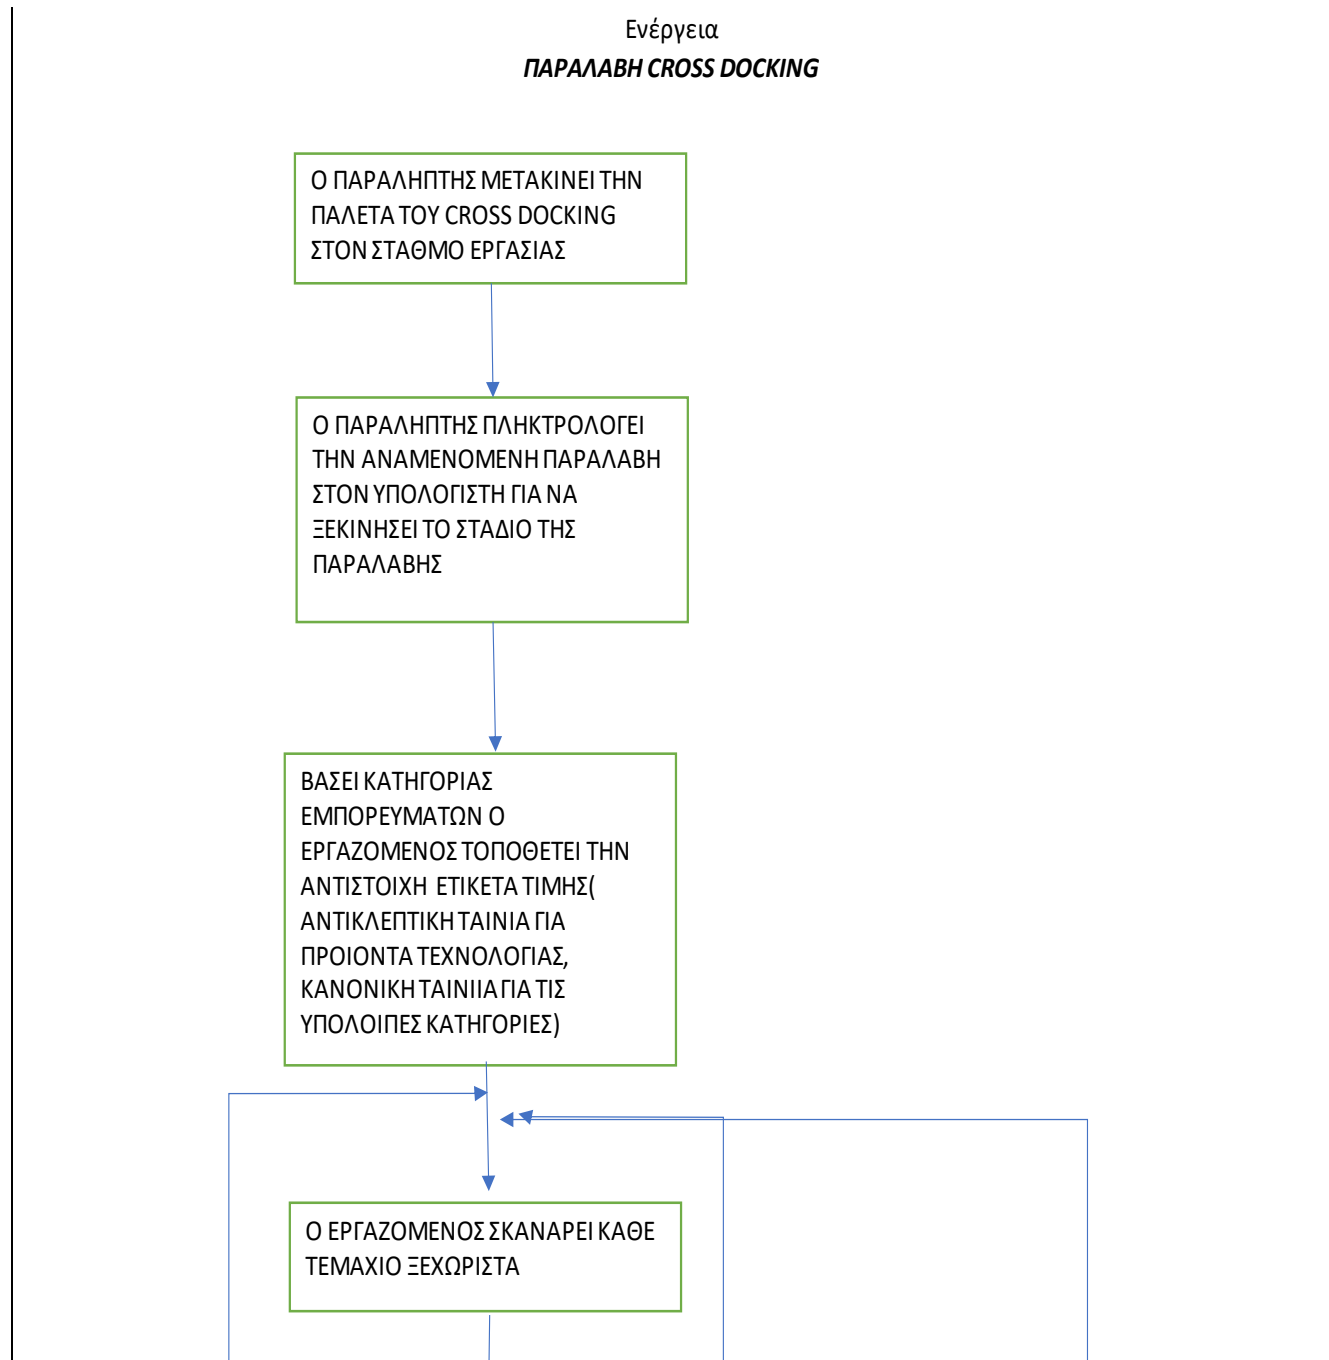 Ενέργεια
ΠΑΡΑΛΑΒΗ CROSS DOCKING
Ο ΠΑΡΑΛΗΠΤΗΣ ΜΕΤΑΚΙΝΕΙ ΤΗΝ
ΠΑΛΕΤΑ ΤΟΥ CROSS DOCKING
ΣΤΟΝ ΣΤΑΘΜΟ ΕΡΓΑΣΙΑΣ
Ο ΠΑΡΑΛΗΠΤΗΣ ΠΛΗΚΤΡΟΛΟΓΕΙ
ΤΗΝ ΑΝΑΜΕΝΟΜΕΝΗ ΠΑΡΑΛΑΒΗ
ΣΤΟΝ ΥΠΟΛΟΓΙΣΤΗ ΓΙΑ ΝΑ
ΞΕΚΙΝΗΣΕΙ ΤΟ ΣΤΑΔΙΟ ΤΗΣ
ΠΑΡΑΛΑΒΗΣ
ΒΑΣΕΙ ΚΑΤΗΓΟΡΙΑΣ
ΕΜΠΟΡΕΥΜΑΤΩΝ Ο
ΕΡΓΑΖΟΜΕΝΟΣ ΤΟΠΟΘΕΤΕΙ ΤΗΝ
ΑΝΤΙΣΤΟΙΧΗ ΕΤΙΚΕΤΑ ΤΙΜΗΣ(
ΑΝΤΙΚΛΕΠΤΙΚΗ ΤΑΙΝΙΑ ΓΙΑ
ΠΡΟΙΟΝΤΑ ΤΕΧΝΟΛΟΓΙΑΣ,
ΚΑΝΟΝΙΚΗ ΤΑΙΝΙΙΑ ΓΙΑ ΤΙΣ
ΥΠΟΛΟΙΠΕΣ ΚΑΤΗΓΟΡΙΕΣ)
Ο ΕΡΓΑΖΟΜΕΝΟΣ ΣΚΑΝΑΡΕΙ ΚΑΘΕ
ΤΕΜΑΧΙΟ ΞΕΧΩΡΙΣΤΑ